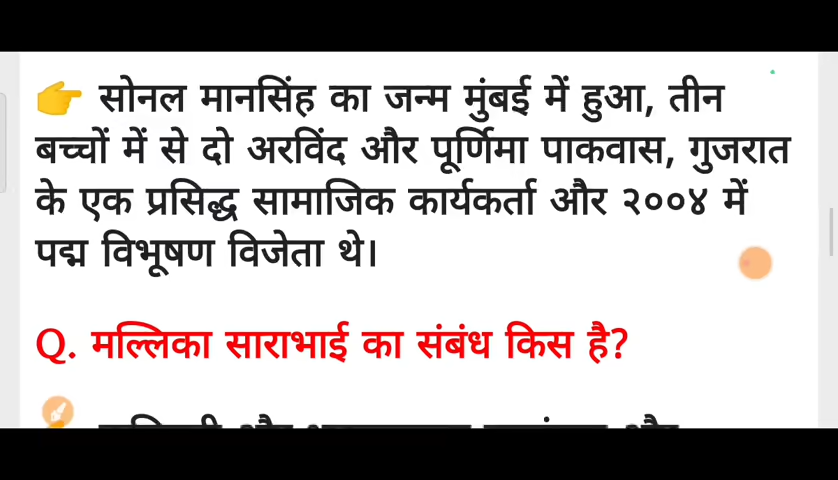 👉 सोनल मानसिंह का जन्म मुंबई में हुआ, तीन
बच्चों में से दो अरविंद और पूर्णिमा पाकवास, गुजरात
के एक प्रसिद्ध सामाजिक कार्यकर्ता और २००४ में
पद्म विभूषण विजेता थे।
Q. मल्लिका साराभाई का संबंध किस है?